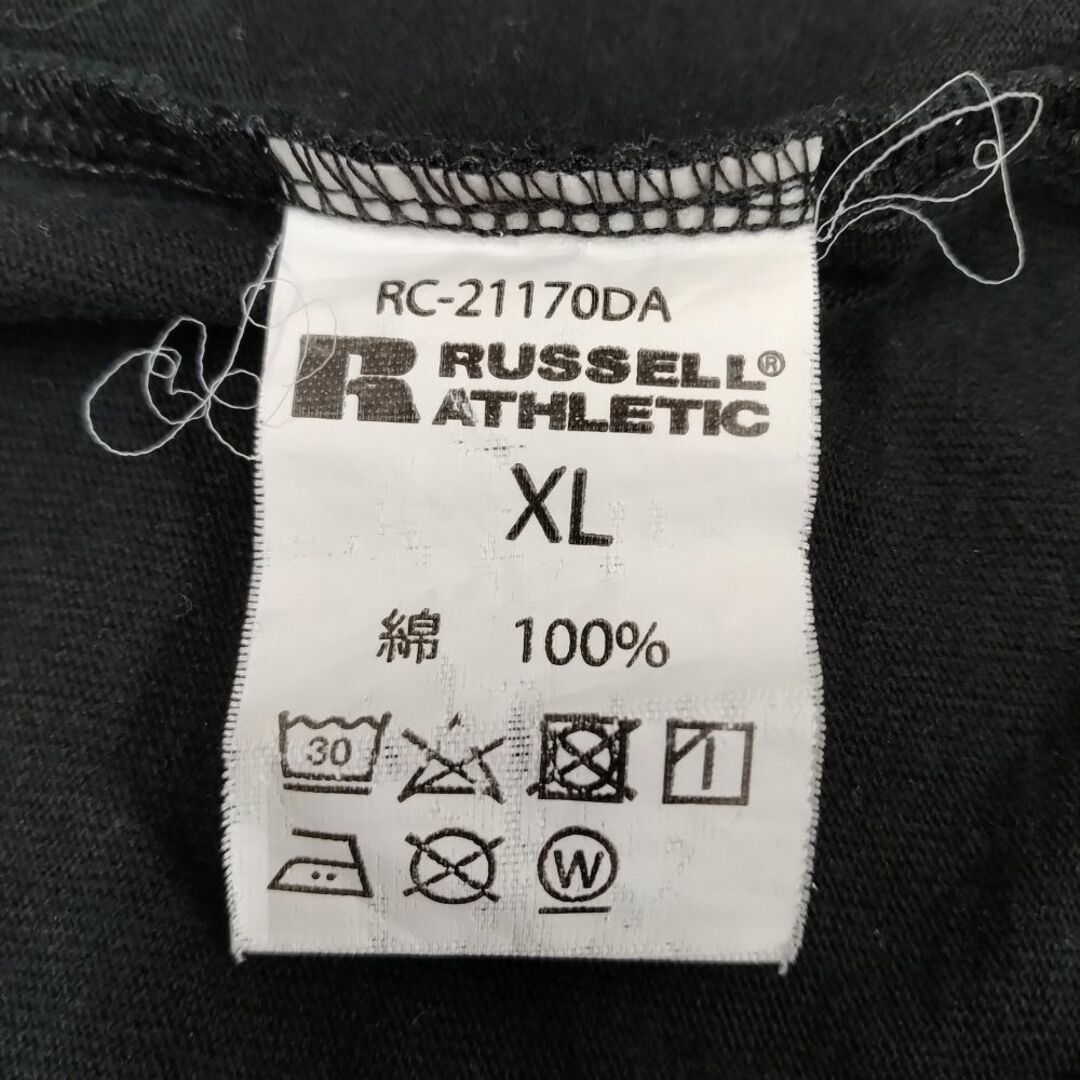 RC-21170DA
R RUSSELL®
ATHLETIC
XL
綿 100%
30
W